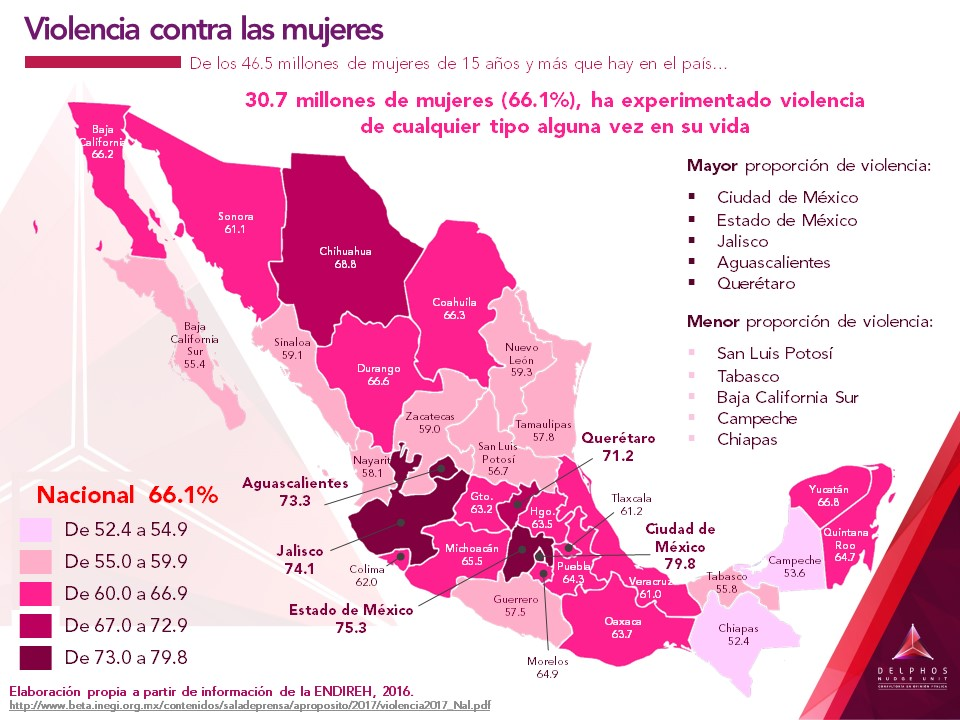 Violencia contra las mujeres
De los 46.5 millones de mujeres de 15 años y más que hay en el país…
30.7 millones de mujeres (66.1%), ha experimentado violencia
de cualquier tipo alguna vez en su vida
Mayor proporción de violencia:
▪ Ciudad de México
▪ Estado de México
▪ Jalisco
▪ Aguascalientes
▪ Querétaro
Menor proporción de violencia:
▪ San Luis Potosí
▪ Tabasco
▪ Baja California Sur
▪ Campeche
▪ Chiapas
Baja
California
66.2
Sonora
61.1
Chihuahua
68.8
Coahuila
66.3
Baja
California
Sur
55.4
Sinaloa
59.1
Durango
66.6
Nuevo
León
59.3
Zacatecas
59.0
Tamaulipas
57.8
San Luis
Potosí
56.7
Nayarit
58.1
Querétaro
71.2
Aguascalientes
73.3
Gto.
63.2
Hgo.
63.5
Tlaxcala
61.2
Ciudad de
México
79.8
Jalisco
74.1
Colima
62.0
Michoacán
65.5
Puebla
64.3
Veracruz
61.0
Tabasco
55.8
Campeche
53.6
Yucatán
66.8
Quintana
Roo
64.7
Estado de México
75.3
Guerrero
57.5
Oaxaca
63.7
Chiapas
52.4
Morelos
64.9
Nacional 66.1%
De 52.4 a 54.9
De 55.0 a 59.9
De 60.0 a 66.9
De 67.0 a 72.9
De 73.0 a 79.8
Elaboración propia a partir de información de la ENDIREH, 2016.
http://www.beta.inegi.org.mx/contenidos/saladeprensa/aproposito/2017/violencia2017_Nal.pdf
DELPHOS
NUDGE UNIT
CONSULTORÍA EN OPINIÓN PÚBLICA